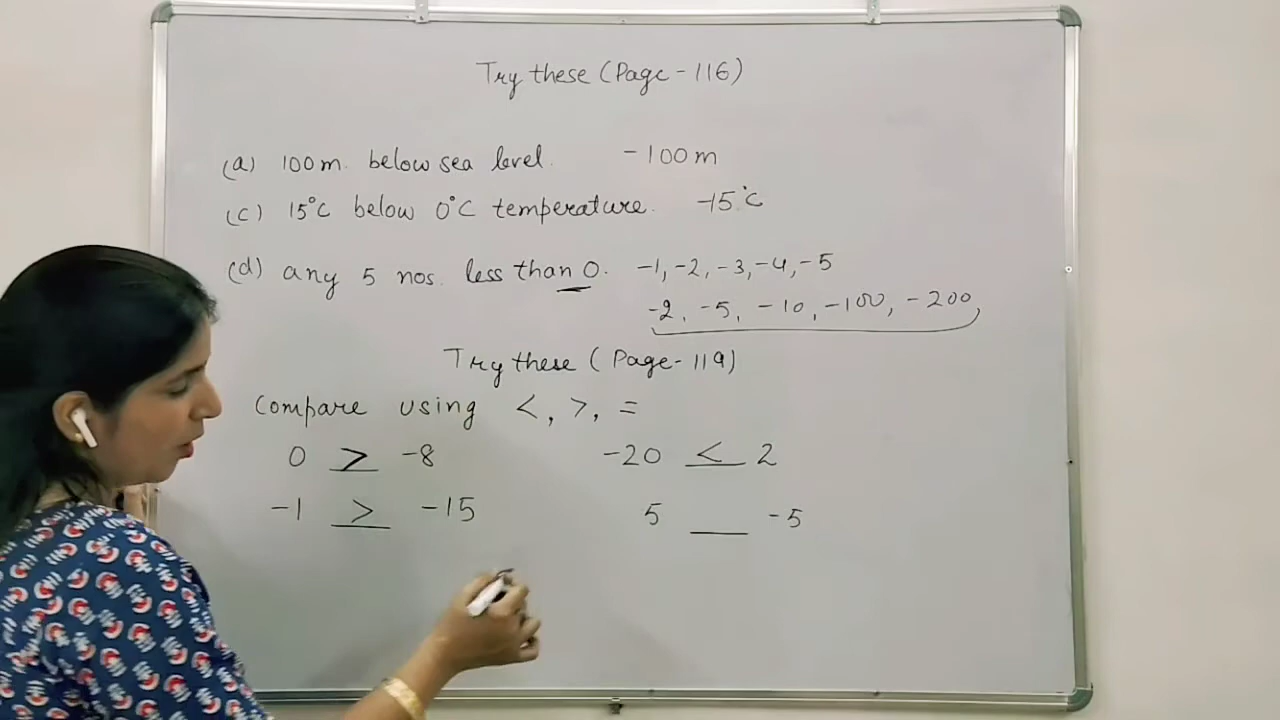 Try these (Page-116)
(a) 100m. below sea level. -100m
(c) 15°C below 0°C temperature. -15°C
(d) any 5 nos. less than 0. -1, -2, -3, -4, -5
-2, -5, -10, -100, -200,
Try these (Page-119)
Compare using <, >, =
0 > -8 -20 < 2
-1 > -15 5 ___ -5